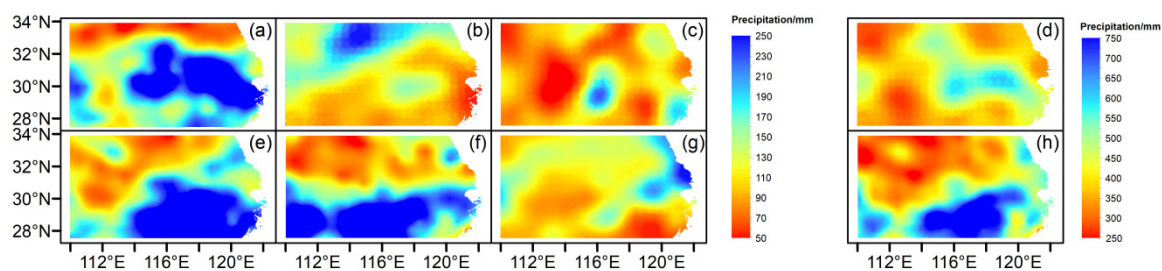 Precipitation/mm
Precipitation/mm
34°N (a) (b) (c) 250 (d) 750
32°N 230 700
30°N 210 650
28°N 190 600
170 550
150 500
34°N (e) (f) (g) 130 (h) 450
32°N 110 400
30°N 90 350
28°N 70 300
50 250
112°E 116°E 120°E 112°E 116°E 120°E 112°E 116°E 120°E 112°E 116°E 120°E